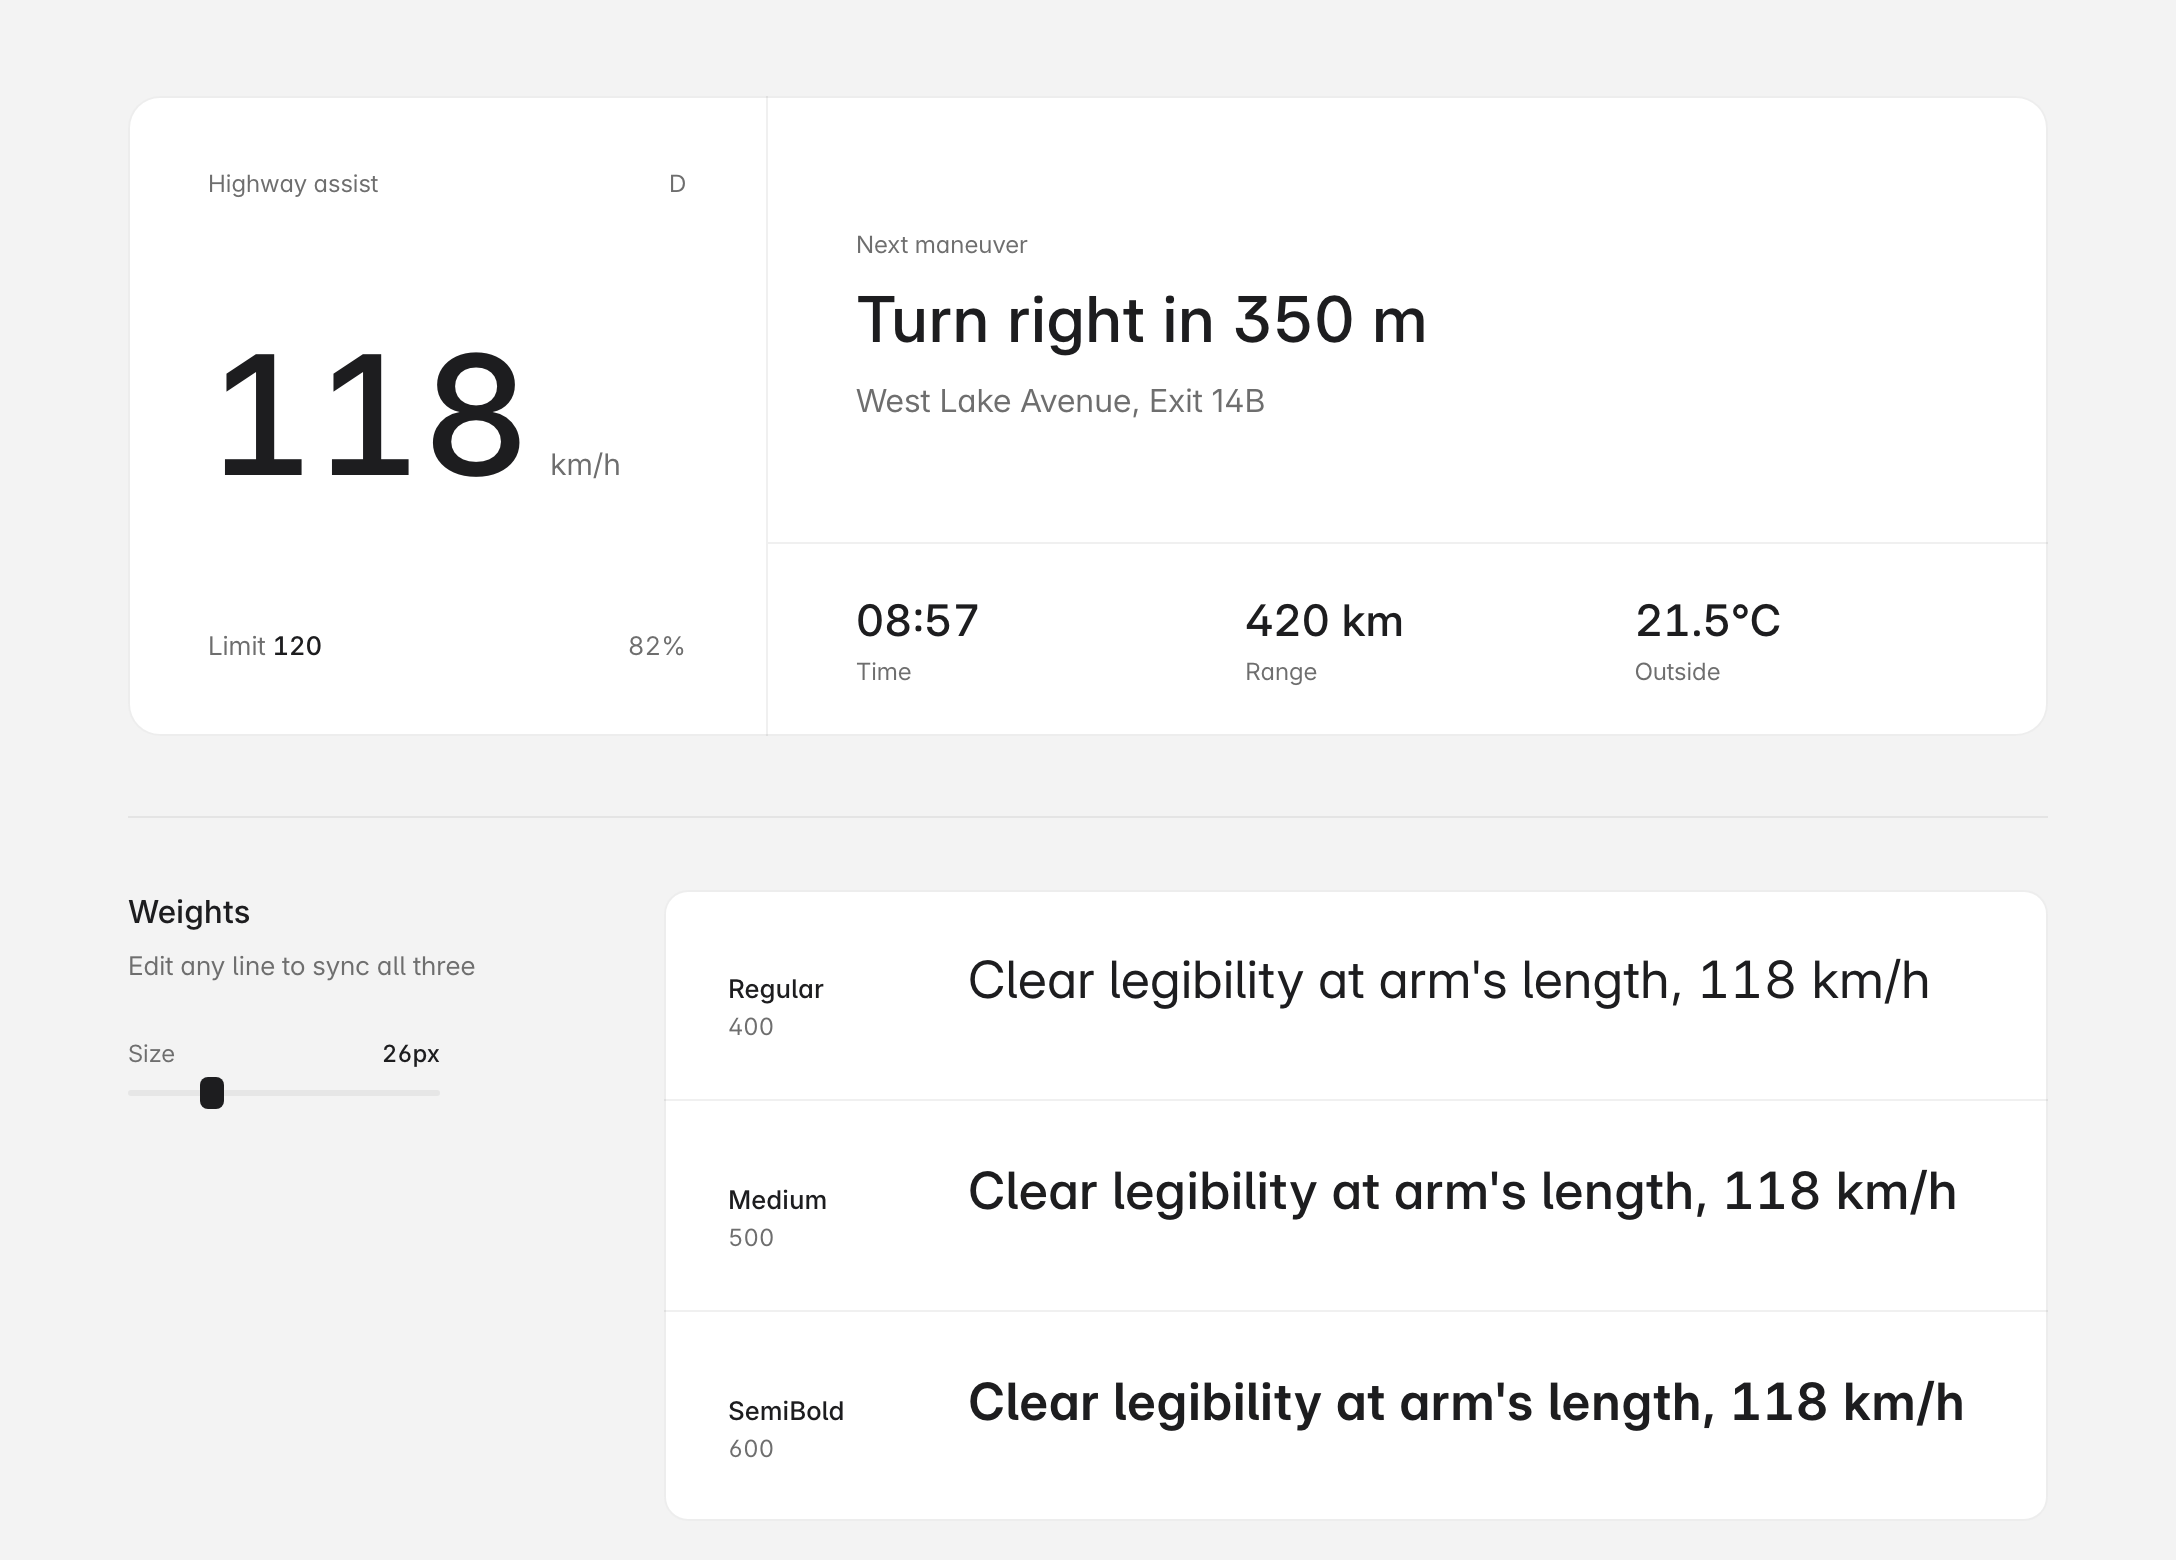 Highway assist
D
118 km/h
Limit 120
82%
Next maneuver
Turn right in 350 m
West Lake Avenue, Exit 14B
08:57
Time
420 km
Range
21.5°C
Outside
Weights
Edit any line to sync all three
Size
26px
Regular
400
Clear legibility at arm's length, 118 km/h
Medium
500
Clear legibility at arm's length, 118 km/h
SemiBold
600
Clear legibility at arm's length, 118 km/h